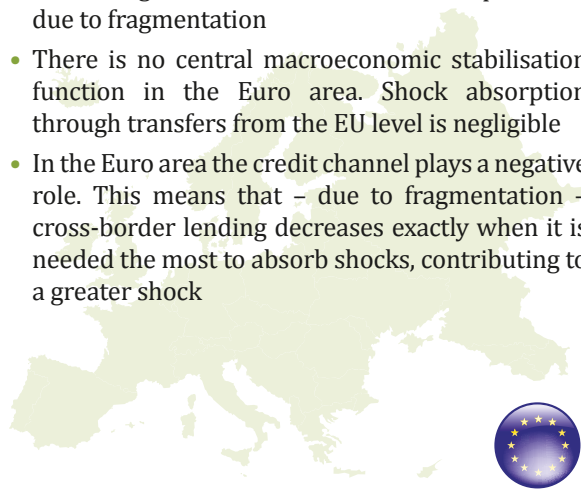 due to fragmentation
• There is no central macroeconomic stabilisation
function in the Euro area. Shock absorption
through transfers from the EU level is negligible
• In the Euro area the credit channel plays a negative
role. This means that – due to fragmentation -
cross-border lending decreases exactly when it is
needed the most to absorb shocks, contributing to
a greater shock